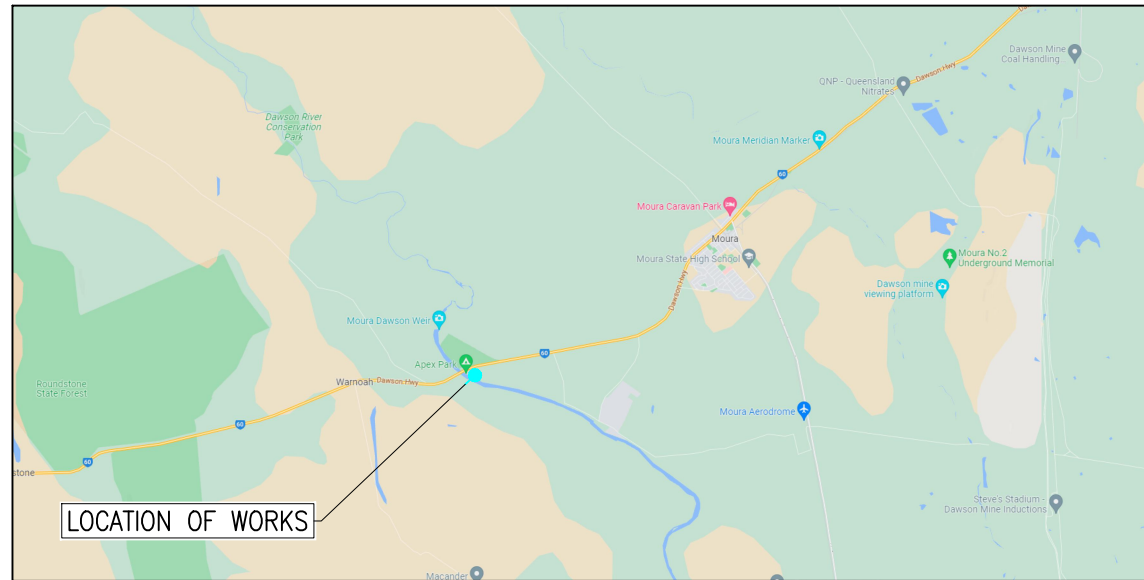 Dawson Mine
Coal Handling
Dawson Hwy
QNP - Queensland
Nitrates
Dawson River
Conservation
Park
Moura Meridian Marker
60
Moura Caravan Park
Moura
Moura State High School
Moura No.2
Underground Memorial
Dawson mine
viewing platform
Dawson Hwy
Moura Dawson Weir
60
Apex Park
Warnoah
Dawson Hwy
Roundstone
State Forest
Moura Aerodrome
60
60
stone
Steve's Stadium -
Dawson Mine Inductions
LOCATION OF WORKS
Macander